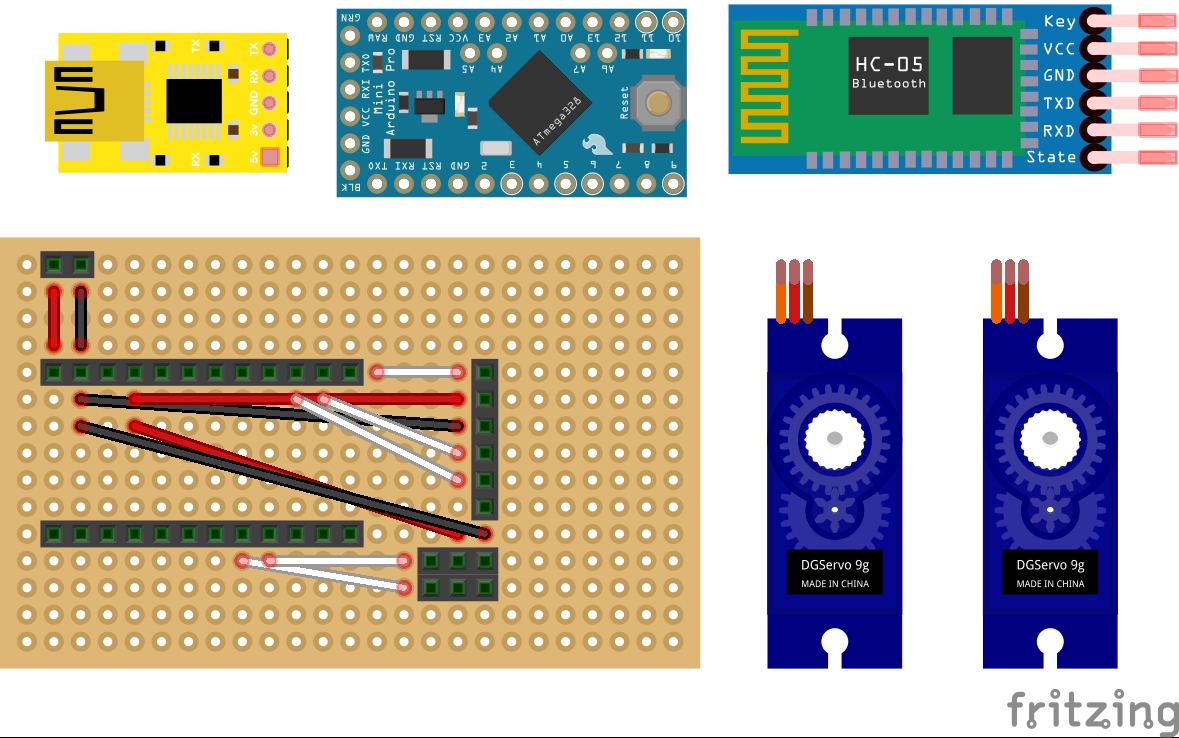 TX
RX
GND
3v
5v
TX
RX
GRN
RAW GND RST VCC A3 A2 A1 A0 13 12 11 10
A5 A4 A7 A6
TXO
RXI
VCC
GND
BLK
Arduino Pro
Mini
ATmega328
Reset
TXO RXI RST GND 2 3 4 5 6 7 8 9
HC-05
Bluetooth
Key
VCC
GND
TXD
RXD
State
DGServo 9g
MADE IN CHINA
DGServo 9g
MADE IN CHINA
fritzing